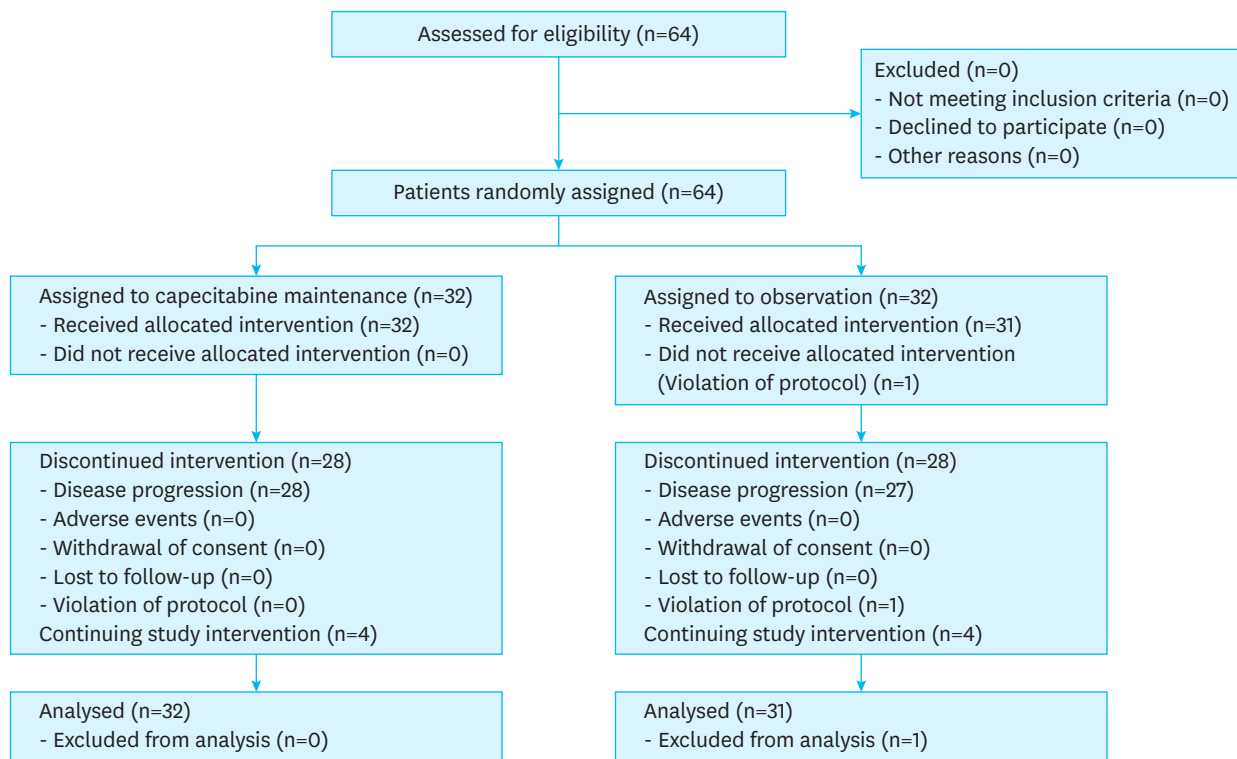 Assessed for eligibility (n=64)
Excluded (n=0)
- Not meeting inclusion criteria (n=0)
- Declined to participate (n=0)
- Other reasons (n=0)
Patients randomly assigned (n=64)
Assigned to capecitabine maintenance (n=32)
- Received allocated intervention (n=32)
- Did not receive allocated intervention (n=0)
Assigned to observation (n=32)
- Received allocated intervention (n=31)
- Did not receive allocated intervention
(Violation of protocol) (n=1)
Discontinued intervention (n=28)
- Disease progression (n=28)
- Adverse events (n=0)
- Withdrawal of consent (n=0)
- Lost to follow-up (n=0)
- Violation of protocol (n=0)
Continuing study intervention (n=4)
Discontinued intervention (n=28)
- Disease progression (n=27)
- Adverse events (n=0)
- Withdrawal of consent (n=0)
- Lost to follow-up (n=0)
- Violation of protocol (n=1)
Continuing study intervention (n=4)
Analysed (n=32)
- Excluded from analysis (n=0)
Analysed (n=31)
- Excluded from analysis (n=1)